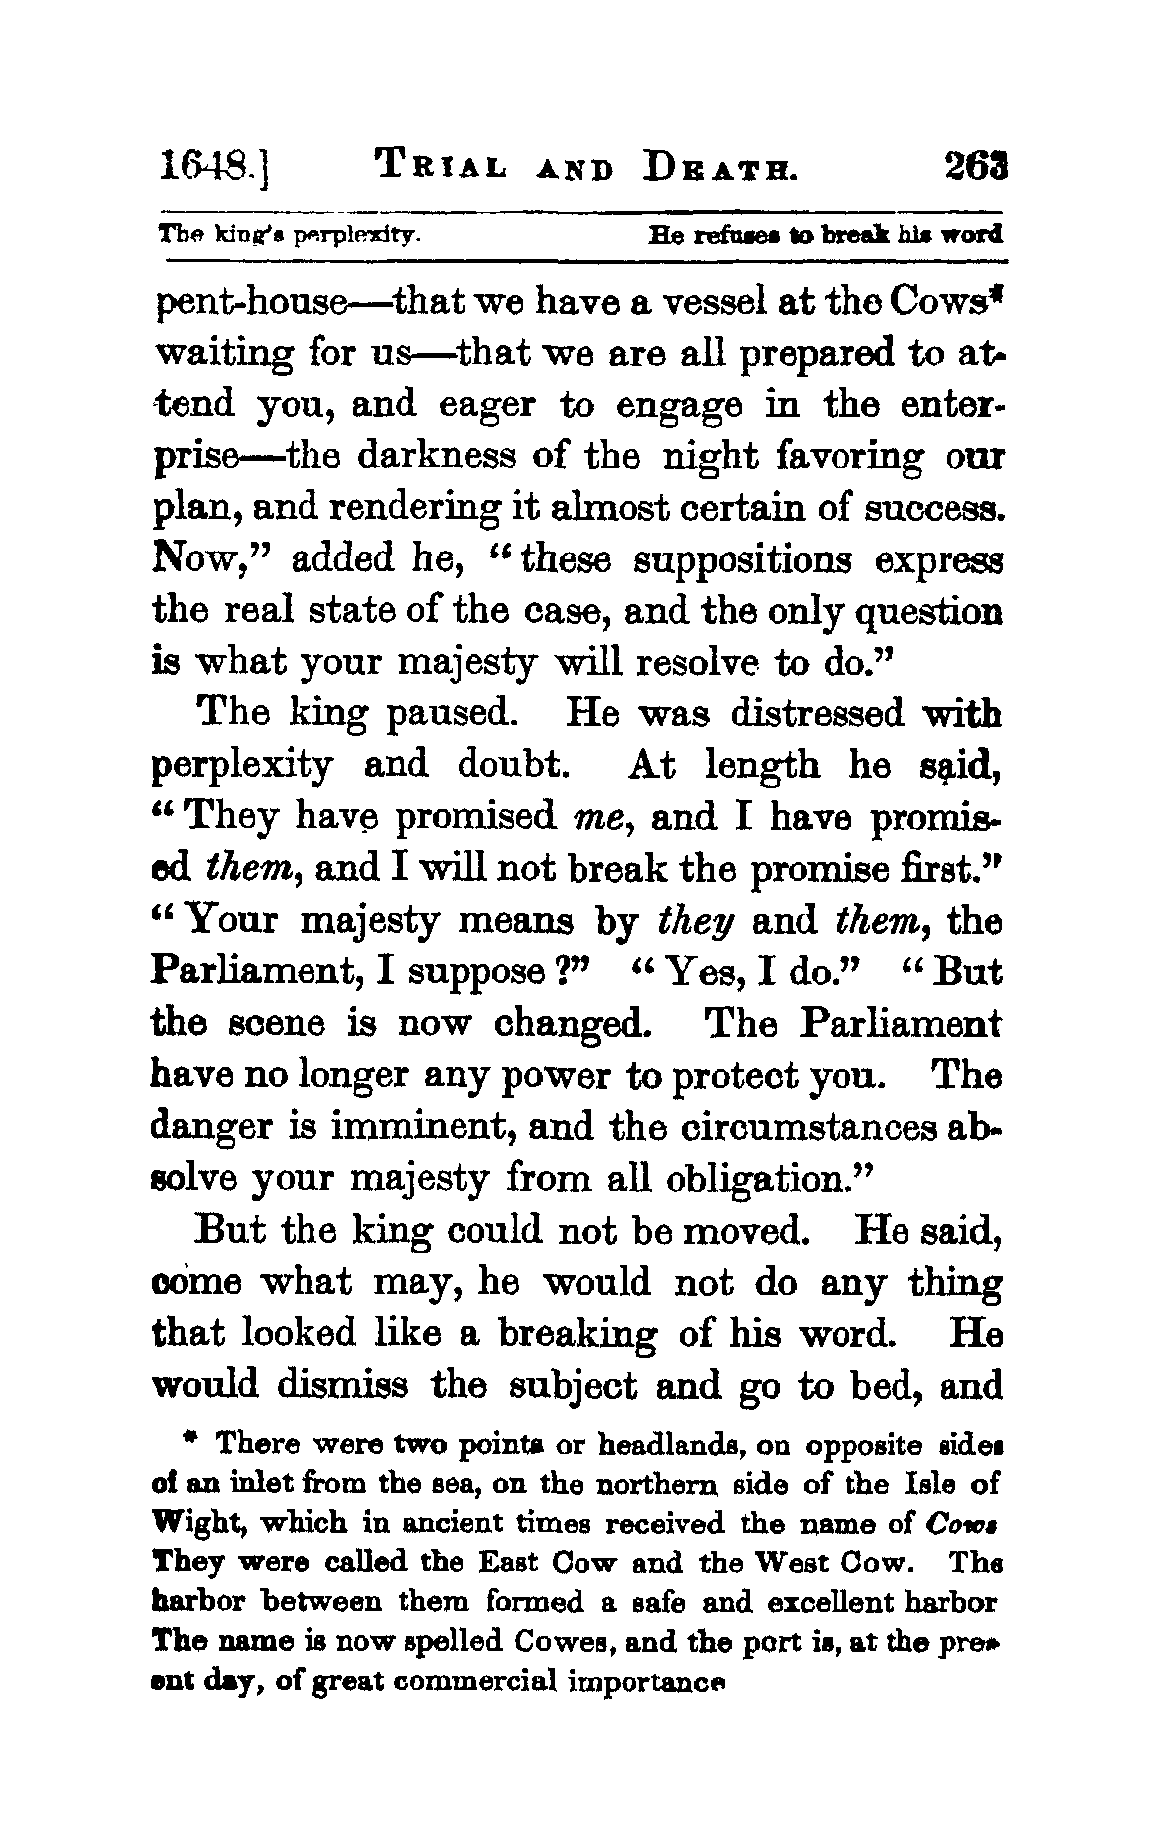 1648.] TRIAL AND DEATH. 263
The king's perplexity. He refuses to break his word
pent-house—that we have a vessel at the Cows*
waiting for us—that we are all prepared to at-
tend you, and eager to engage in the enter-
prise—the darkness of the night favoring our
plan, and rendering it almost certain of success.
Now," added he, "these suppositions express
the real state of the case, and the only question
is what your majesty will resolve to do."
The king paused. He was distressed with
perplexity and doubt. At length he said,
"They have promised me, and I have promis-
ed them, and I will not break the promise first."
"Your majesty means by they and them, the
Parliament, I suppose?" "Yes, I do." "But
the scene is now changed. The Parliament
have no longer any power to protect you. The
danger is imminent, and the circumstances ab-
solve your majesty from all obligation."
But the king could not be moved. He said,
come what may, he would not do any thing
that looked like a breaking of his word. He
would dismiss the subject and go to bed, and
* There were two points or headlands, on opposite sides
of an inlet from the sea, on the northern side of the Isle of
Wight, which in ancient times received the name of Cows
They were called the East Cow and the West Cow. The
harbor between them formed a safe and excellent harbor
The name is now spelled Cowes, and the port is, at the pres-
ent day, of great commercial importance